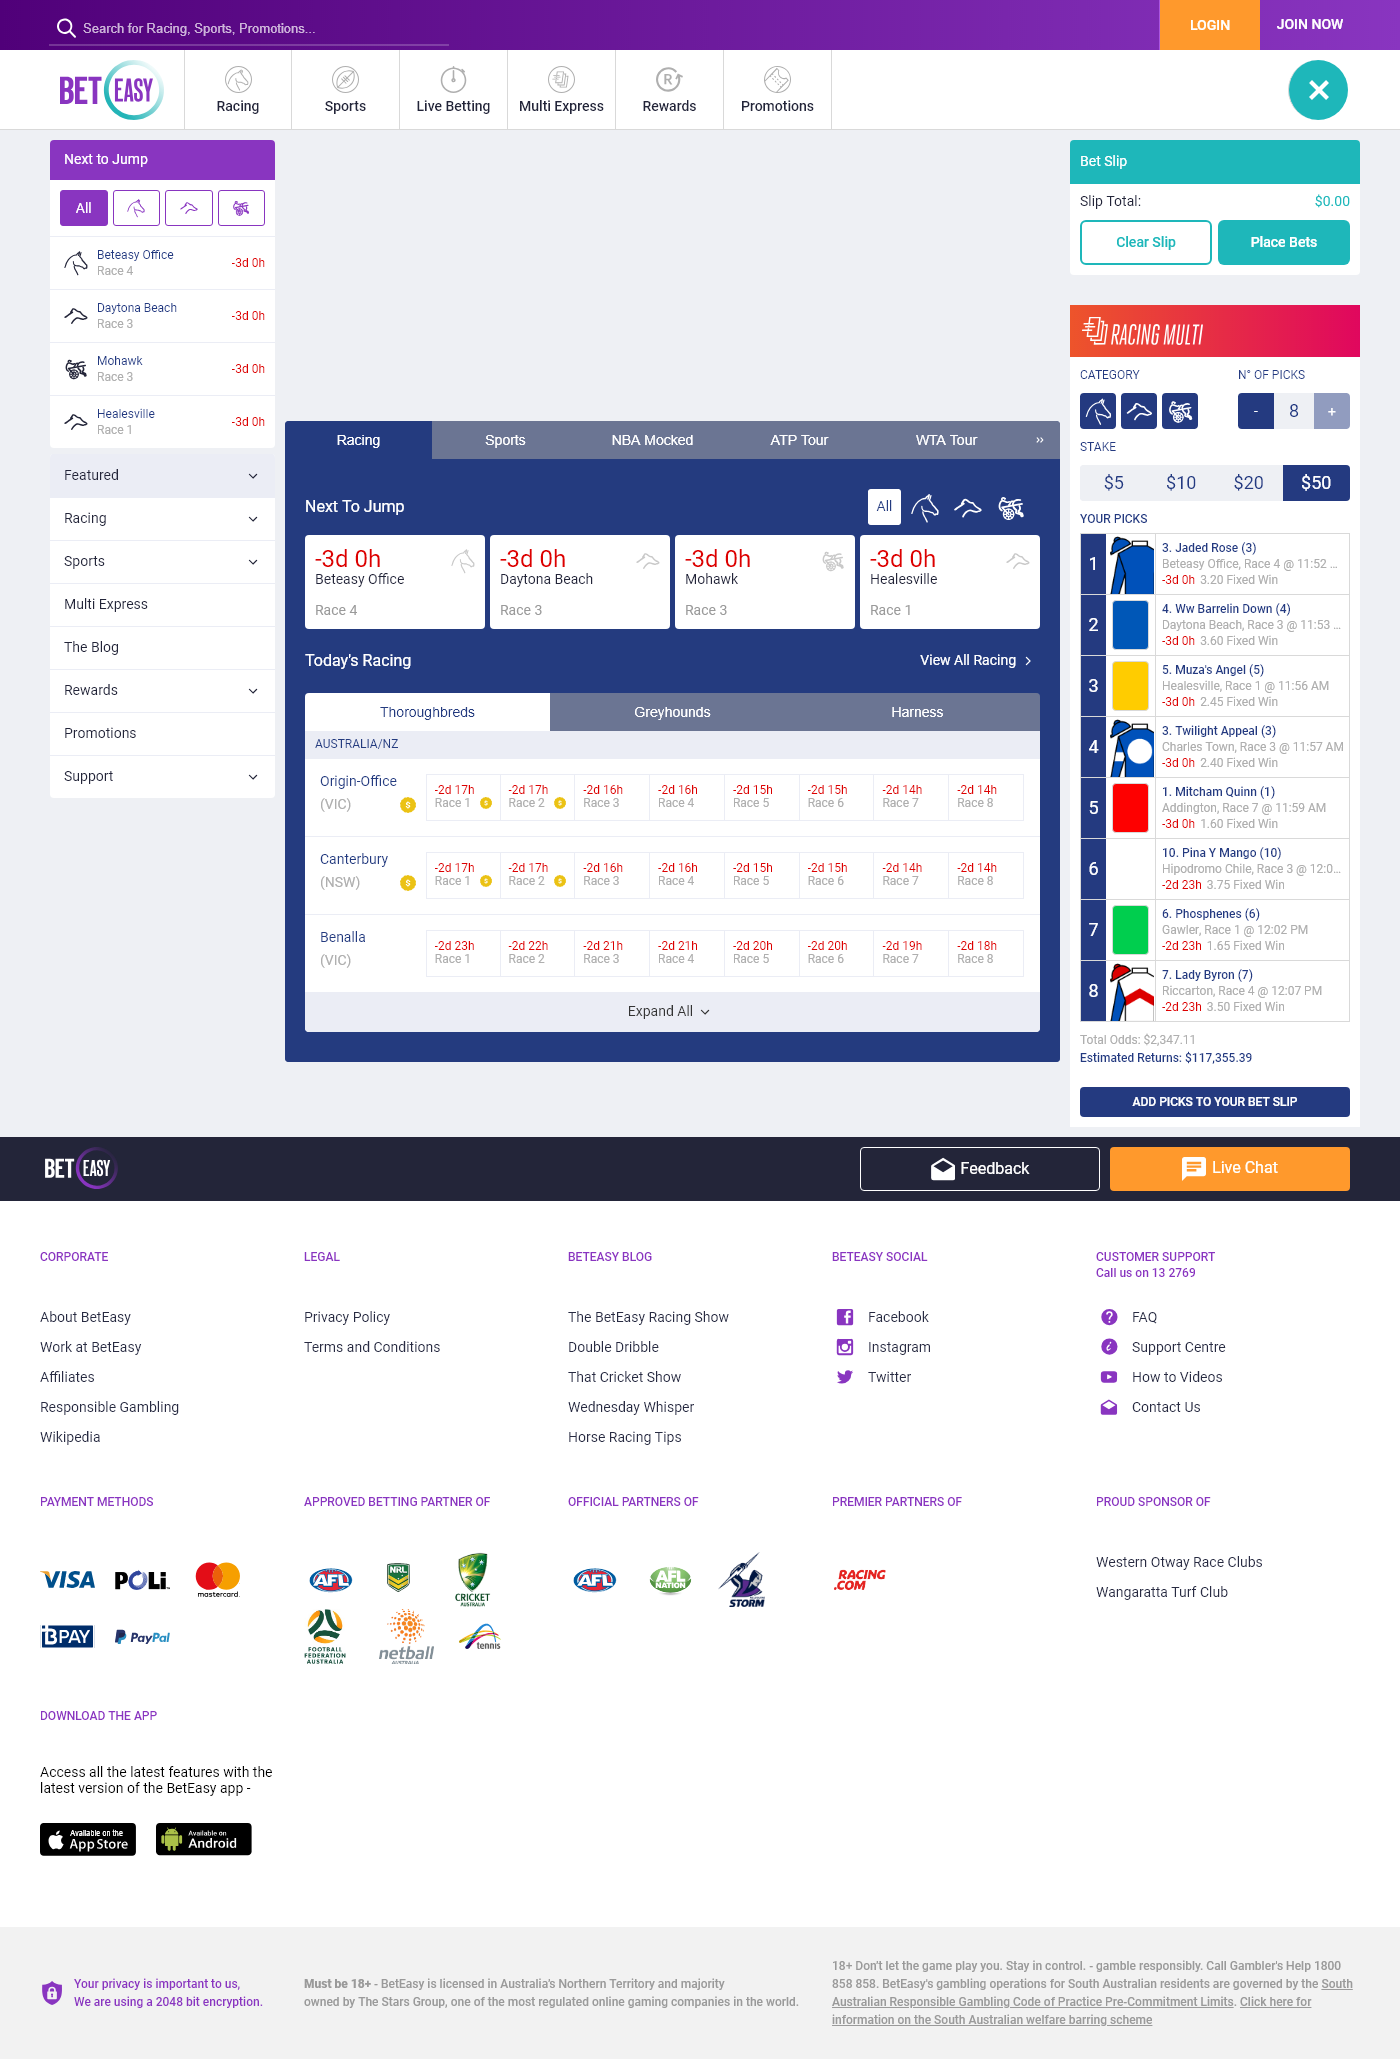 Search for Racing, Sports, Promotions...
LOGIN
JOIN NOW
BET EASY
Racing
Sports
Live Betting
Multi Express
Rewards
Promotions
Next to Jump
All
Beteasy Office
Race 4
-3d 0h
Daytona Beach
Race 3
-3d 0h
Mohawk
Race 3
-3d 0h
Healesville
Race 1
-3d 0h
Featured
Racing
Sports
Multi Express
The Blog
Rewards
Promotions
Support
Racing
Sports
NBA Mocked
ATP Tour
WTA Tour
»
Next To Jump
All
-3d 0h
Beteasy Office
Race 4
-3d 0h
Daytona Beach
Race 3
-3d 0h
Mohawk
Race 3
-3d 0h
Healesville
Race 1
Today's Racing
View All Racing
Thoroughbreds
Greyhounds
Harness
AUSTRALIA/NZ
Origin-Office
(VIC)
-2d 17h -2d 17h -2d 16h -2d 16h -2d 15h -2d 15h -2d 14h -2d 14h
Race 1 Race 2 Race 3 Race 4 Race 5 Race 6 Race 7 Race 8
Canterbury
(NSW)
-2d 17h -2d 17h -2d 16h -2d 16h -2d 15h -2d 15h -2d 14h -2d 14h
Race 1 Race 2 Race 3 Race 4 Race 5 Race 6 Race 7 Race 8
Benalla
(VIC)
-2d 23h -2d 22h -2d 21h -2d 21h -2d 20h -2d 20h -2d 19h -2d 18h
Race 1 Race 2 Race 3 Race 4 Race 5 Race 6 Race 7 Race 8
Expand All
Bet Slip
Slip Total: $0.00
Clear Slip
Place Bets
RACING MULTI
CATEGORY
N° OF PICKS
- 8 +
STAKE
$5 $10 $20 $50
YOUR PICKS
1
3. Jaded Rose (3)
Beteasy Office, Race 4 @ 11:52 ...
-3d 0h 3.20 Fixed Win
2
4. Ww Barrelin Down (4)
Daytona Beach, Race 3 @ 11:53 ...
-3d 0h 3.60 Fixed Win
3
5. Muza's Angel (5)
Healesville, Race 1 @ 11:56 AM
-3d 0h 2.45 Fixed Win
4
3. Twilight Appeal (3)
Charles Town, Race 3 @ 11:57 AM
-3d 0h 2.40 Fixed Win
5
1. Mitcham Quinn (1)
Addington, Race 7 @ 11:59 AM
-3d 0h 1.60 Fixed Win
6
10. Pina Y Mango (10)
Hipodromo Chile, Race 3 @ 12:0...
-2d 23h 3.75 Fixed Win
7
6. Phosphenes (6)
Gawler, Race 1 @ 12:02 PM
-2d 23h 1.65 Fixed Win
8
7. Lady Byron (7)
Riccarton, Race 4 @ 12:07 PM
-2d 23h 3.50 Fixed Win
Total Odds: $2,347.11
Estimated Returns: $117,355.39
ADD PICKS TO YOUR BET SLIP
BET EASY
Feedback
Live Chat
CORPORATE
About BetEasy
Work at BetEasy
Affiliates
Responsible Gambling
Wikipedia
LEGAL
Privacy Policy
Terms and Conditions
BETEASY BLOG
The BetEasy Racing Show
Double Dribble
That Cricket Show
Wednesday Whisper
Horse Racing Tips
BETEASY SOCIAL
Facebook
Instagram
Twitter
CUSTOMER SUPPORT
Call us on 13 2769
FAQ
Support Centre
How to Videos
Contact Us
PAYMENT METHODS
VISA
POLi
mastercard
BPAY
PayPal
APPROVED BETTING PARTNER OF
AFL
NRL
CRICKET
AUSTRALIA
FOOTBALL
FEDERATION
AUSTRALIA
netball
AUSTRALIA
tennis
OFFICIAL PARTNERS OF
AFL
AFL
NATION
STORM
PREMIER PARTNERS OF
RACING
.COM
PROUD SPONSOR OF
Western Otway Race Clubs
Wangaratta Turf Club
DOWNLOAD THE APP
Access all the latest features with the
latest version of the BetEasy app -
Available on the
App Store
Available on
Android
Your privacy is important to us,
We are using a 2048 bit encryption.
Must be 18+ - BetEasy is licensed in Australia's Northern Territory and majority
owned by The Stars Group, one of the most regulated online gaming companies in the world.
18+ Don't let the game play you. Stay in control. - gamble responsibly. Call Gambler's Help 1800
858 858. BetEasy's gambling operations for South Australian residents are governed by the South
Australian Responsible Gambling Code of Practice Pre-Commitment Limits. Click here for
information on the South Australian welfare barring scheme